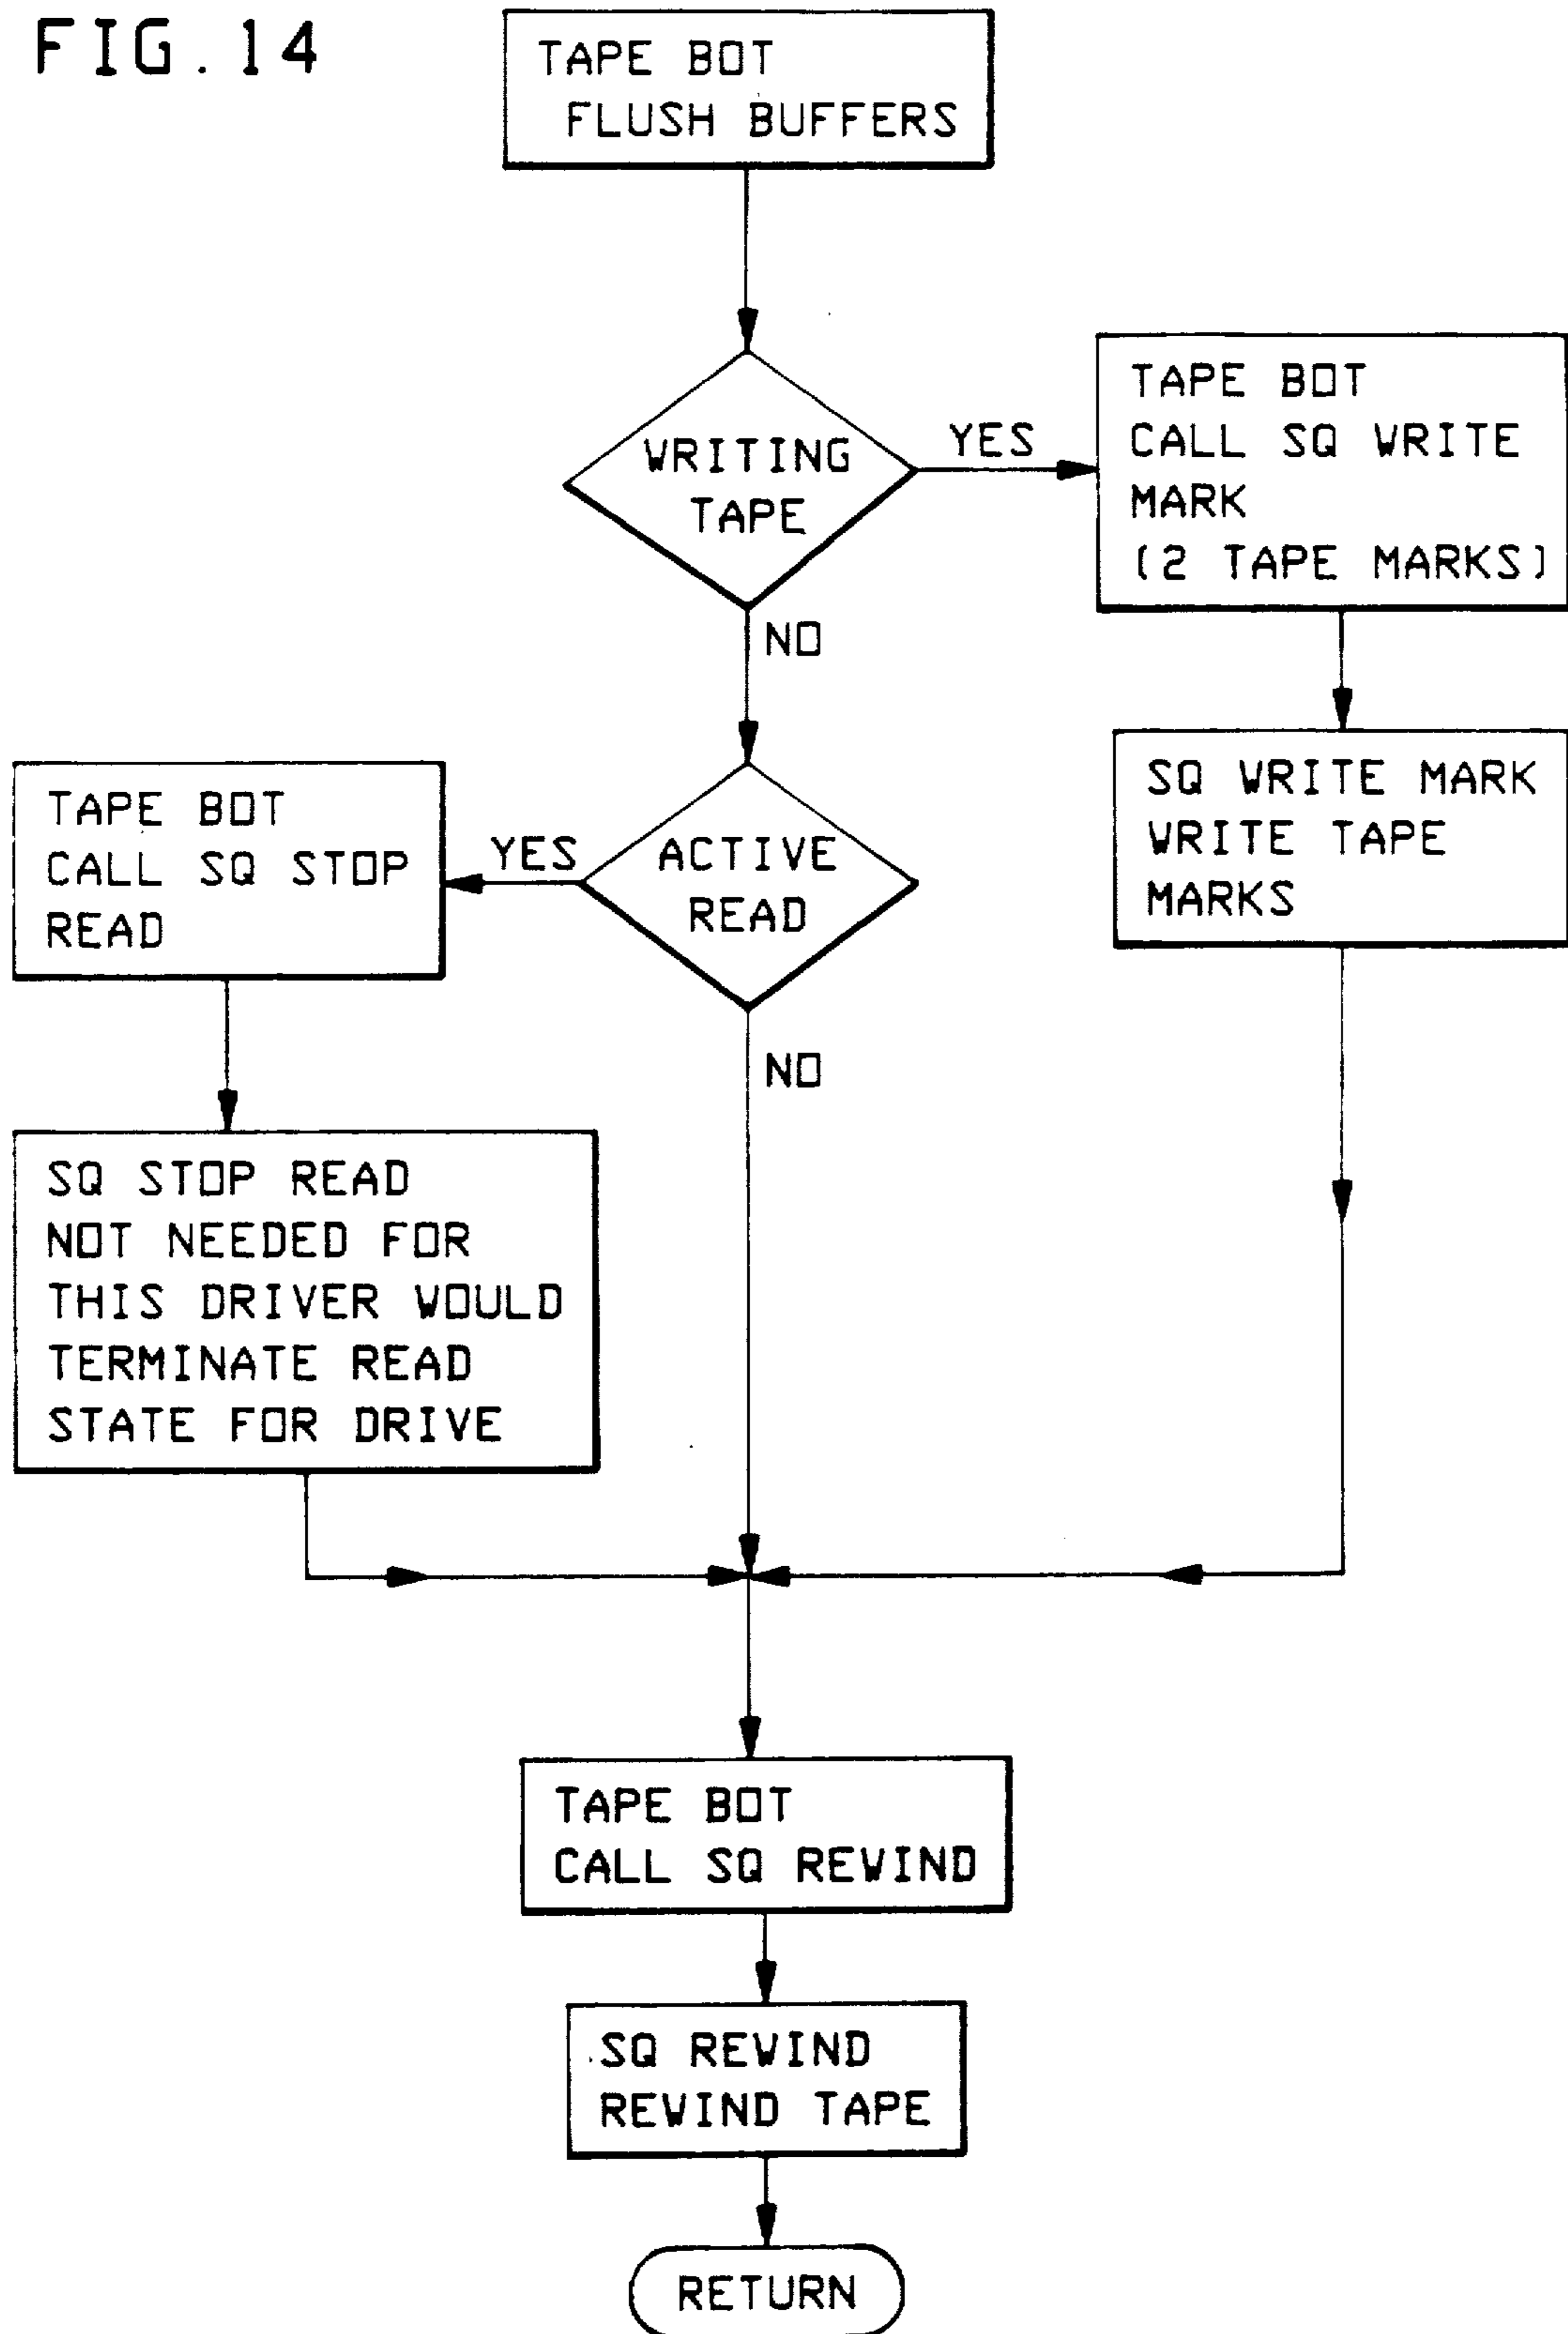 FIG.14
TAPE BOT
FLUSH BUFFERS
WRITING
TAPE
YES
TAPE BOT
CALL SQ WRITE
MARK
(2 TAPE MARKS)
NO
SQ WRITE MARK
WRITE TAPE
MARKS
ACTIVE
READ
YES
TAPE BOT
CALL SQ STOP
READ
NO
SQ STOP READ
NOT NEEDED FOR
THIS DRIVER WOULD
TERMINATE READ
STATE FOR DRIVE
TAPE BOT
CALL SQ REWIND
SQ REWIND
REWIND TAPE
RETURN